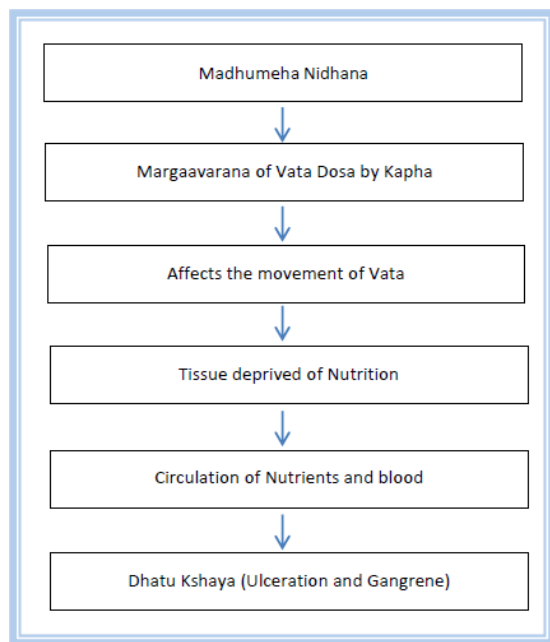 Madhumeha Nidhana
Margaavarana of Vata Dosa by Kapha
Affects the movement of Vata
Tissue deprived of Nutrition
Circulation of Nutrients and blood
Dhatu Kshaya (Ulceration and Gangrene)